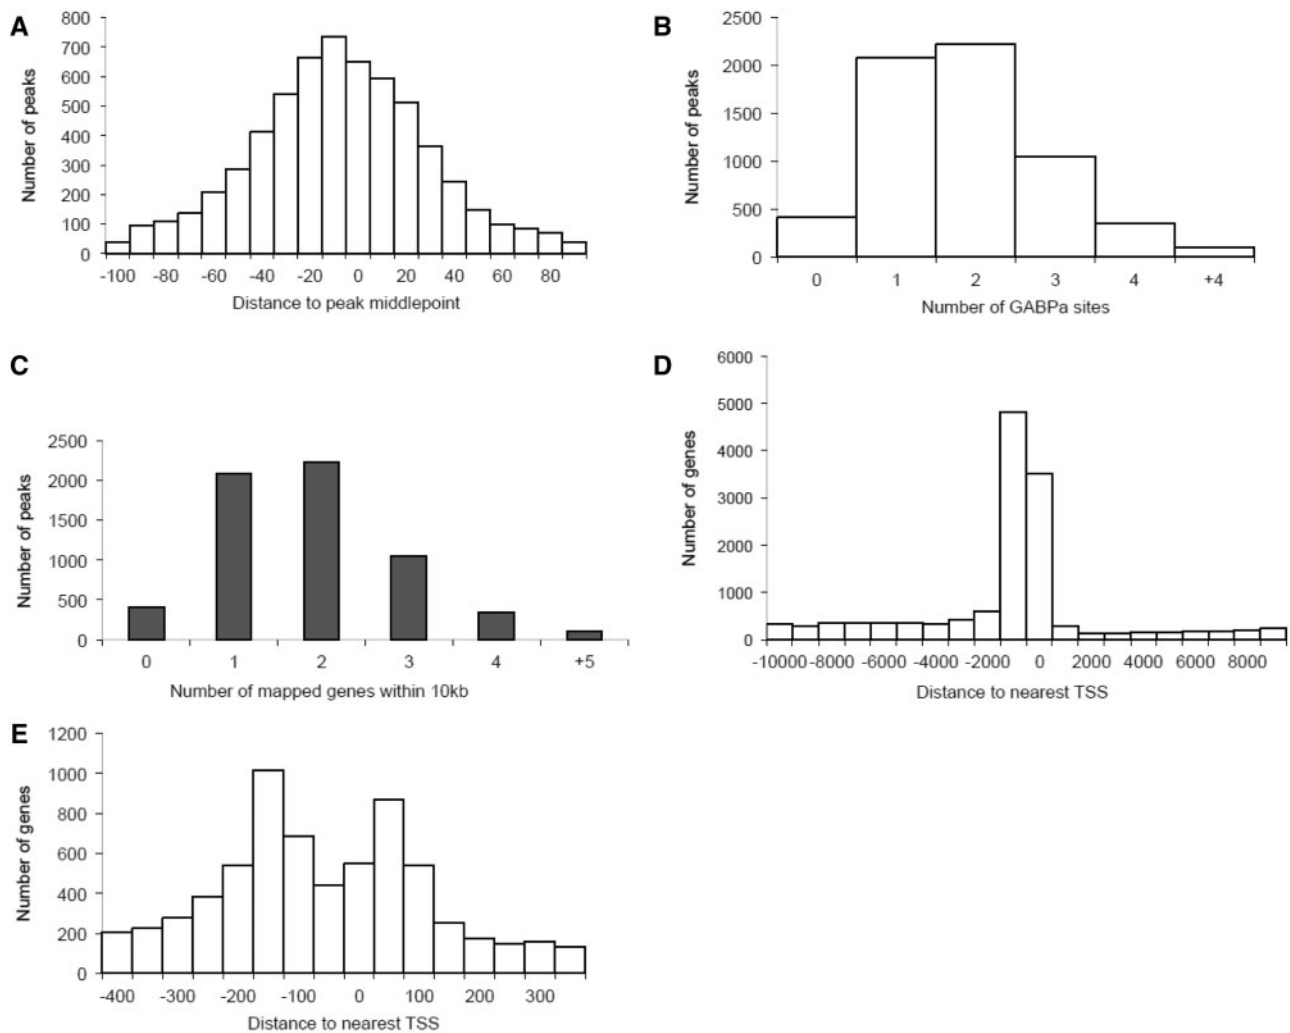 A
800
700
600
500
400
300
200
100
0
Number of peaks
-100 -80 -60 -40 -20 0 20 40 60 80
Distance to peak middlepoint
B
2500
2000
1500
1000
500
0
Number of peaks
0 1 2 3 4 +4
Number of GABPa sites
C
2500
2000
1500
1000
500
0
Number of peaks
0 1 2 3 4 +5
Number of mapped genes within 10kb
D
6000
5000
4000
3000
2000
1000
0
Number of genes
-10000 -8000 -6000 -4000 -2000 0 2000 4000 6000 8000
Distance to nearest TSS
E
1200
1000
800
600
400
200
0
Number of genes
-400 -300 -200 -100 0 100 200 300
Distance to nearest TSS